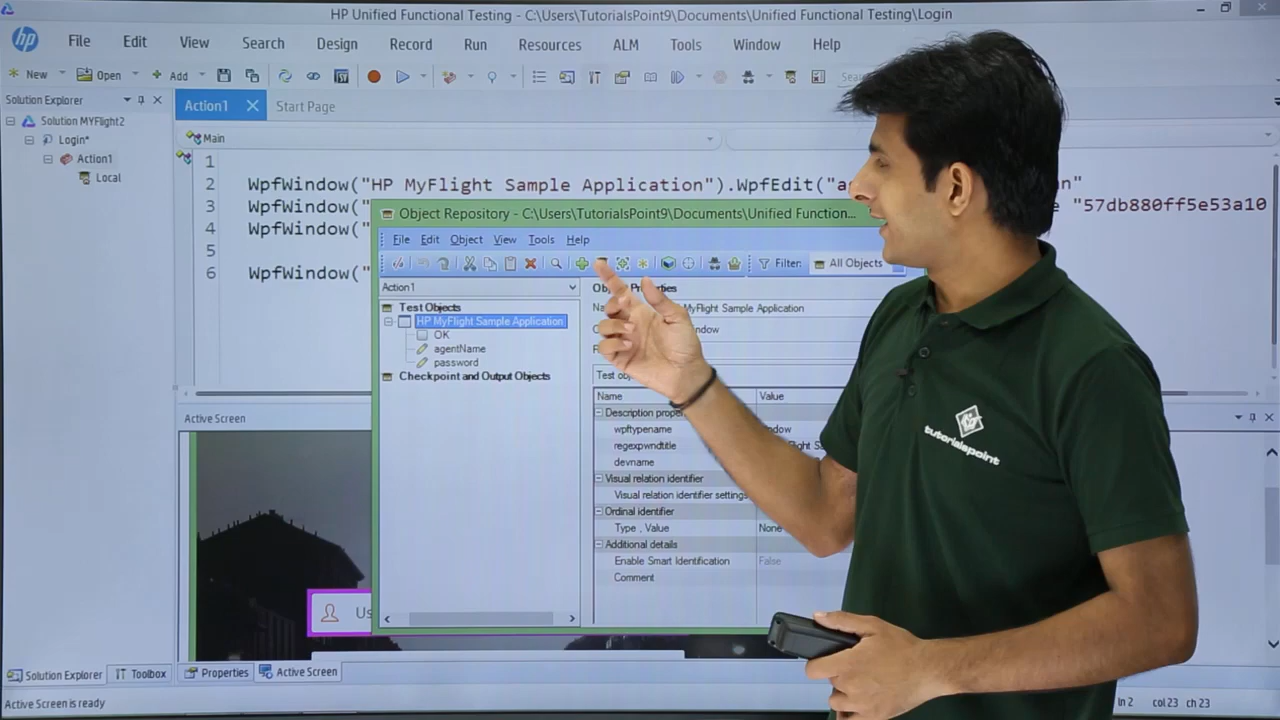 HP Unified Functional Testing - C:\Users\TutorialsPoint9\Documents\Unified Functional Testing\Login
hp File Edit View Search Design Record Run Resources ALM Tools Window Help
New Open Add
Solution Explorer
Action1
Start Page
Solution MYFlight2
Login*
Action1
Local
Main
1
2 WpfWindow("HP MyFlight Sample Application").WpfEdit("a
3 WpfWindow(" "57db880ff5e53a10
4 WpfWindow("
5
6 WpfWindow("
Object Repository - C:\Users\TutorialsPoint9\Documents\Unified Function...
File Edit Object View Tools Help
Filter: All Objects
Action1
Test Objects
HP MyFlight Sample Application
OK
agentName
password
Checkpoint and Output Objects
Properties
MyFlight Sample Application
Name Value
Description prope
wpftypename
regexpwndtitle
devname
Visual relation identifier
Visual relation identifier settings
Ordinal identifier
Type , Value None
Additional details
Enable Smart Identification False
Comment
Active Screen
Us
Solution Explorer Toolbox Properties Active Screen
Active Screen is ready
ln 2 col 23 ch 23
tutorialspoint